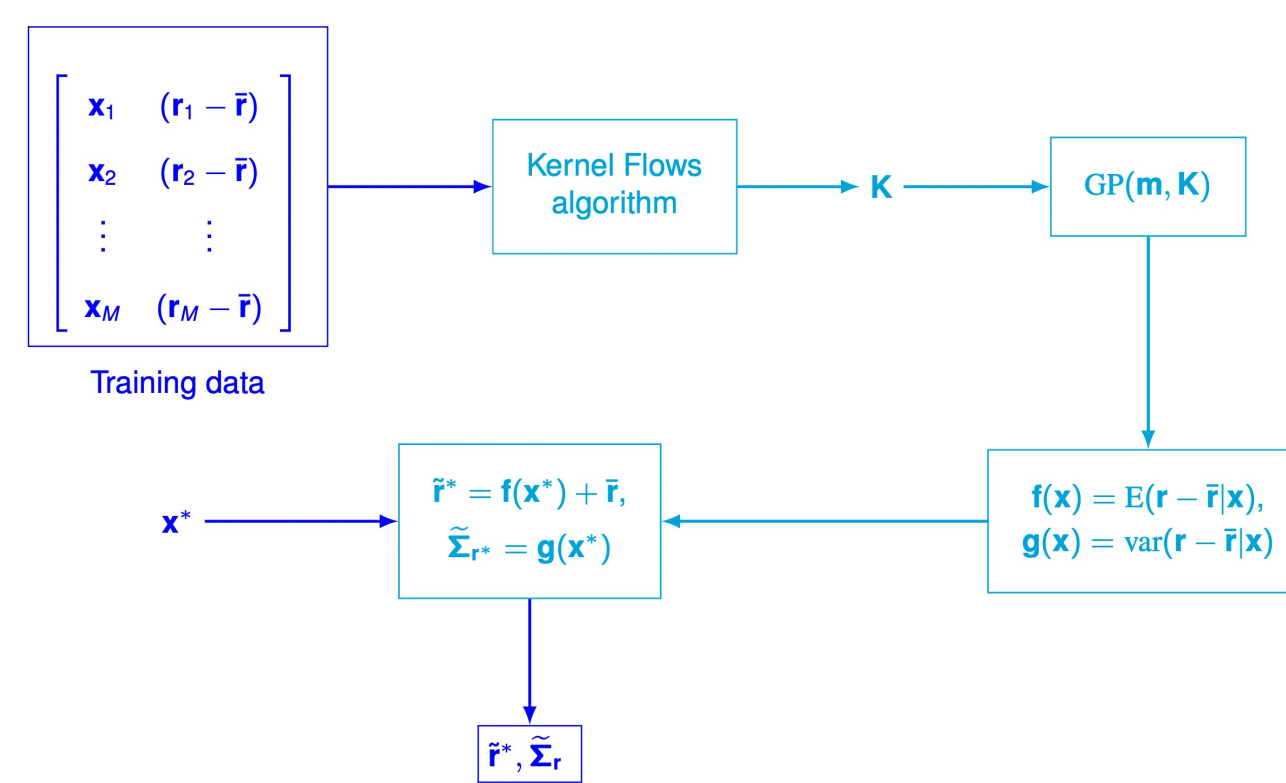 x₁ (r₁ − r̄)
x₂ (r₂ − r̄)
⋮ ⋮
x_M (r_M − r̄)
Training data
Kernel Flows
algorithm
K
GP(m, K)
x*
r̃* = f(x*) + r̄,
Σ̃_r* = g(x*)
f(x) = E(r − r̄|x),
g(x) = var(r − r̄|x)
r̃*, Σ̃_r